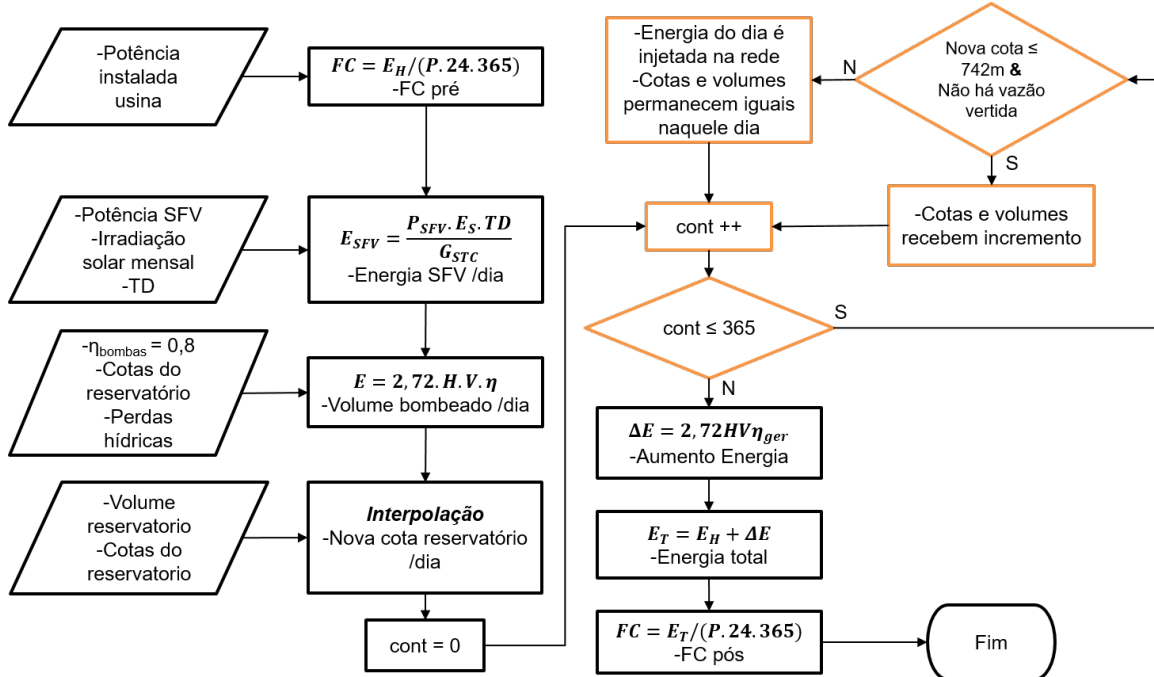 -Potência
instalada
usina
FC = E_H/(P.24.365)
-FC pré
-Potência SFV
-Irradiação
solar mensal
-TD
E_SFV = P_SFV.E_S.TD
G_STC
-Energia SFV /dia
-η_bombas = 0,8
-Cotas do
reservatório
-Perdas
hídricas
E = 2,72.H.V.η
-Volume bombeado /dia
-Volume
reservatorio
-Cotas do
reservatorio
Interpolação
-Nova cota reservatório
/dia
cont = 0
-Energia do dia é
injetada na rede
-Cotas e volumes
permanecem iguais
naquele dia
N
Nova cota ≤
742m &
Não há vazão
vertida
S
-Cotas e volumes
recebem incremento
cont ++
cont ≤ 365
S
N
ΔE = 2,72HVη_ger
-Aumento Energia
E_T = E_H + ΔE
-Energia total
FC = E_T/(P.24.365)
-FC pós
Fim